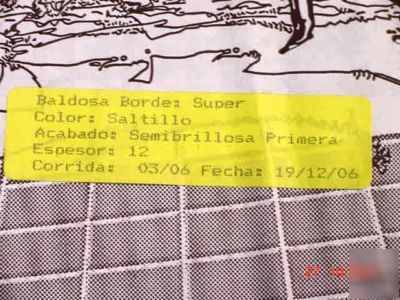 Baldosa Borde: Super
Color: Saltillo
Acabado: Semibrillosa Primera
Espesor: 12
Corrida: 03/06 Fecha: 19/12/06